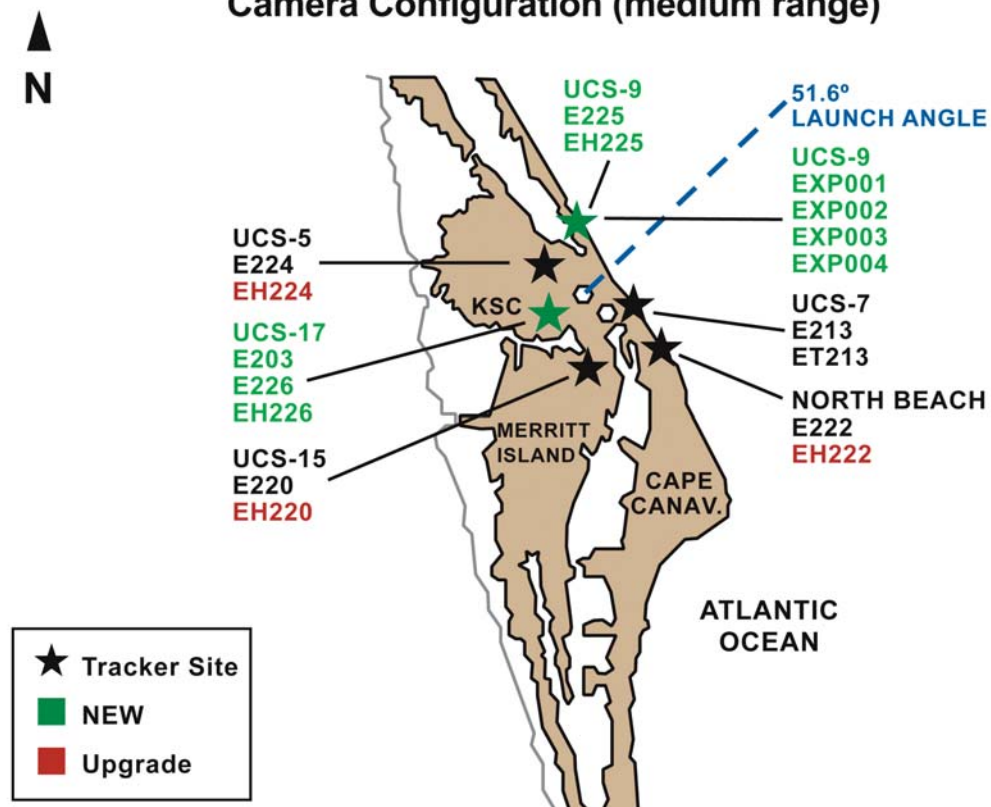 Camera Configuration (medium range)
N
UCS-9
E225
EH225
51.6º
LAUNCH ANGLE
UCS-9
EXP001
EXP002
EXP003
EXP004
UCS-5
E224
EH224
KSC
UCS-7
E213
ET213
UCS-17
E203
E226
EH226
NORTH BEACH
E222
EH222
MERRITT
ISLAND
UCS-15
E220
EH220
CAPE
CANAV.
ATLANTIC
OCEAN
Tracker Site
NEW
Upgrade